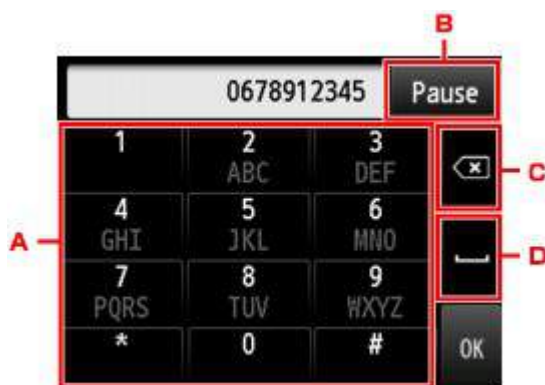 B
0678912345 Pause
1 2 3
ABC DEF
C
4 5 6
A GHI JKL MNO
D
7 8 9
PQRS TUV WXYZ
* 0 # OK